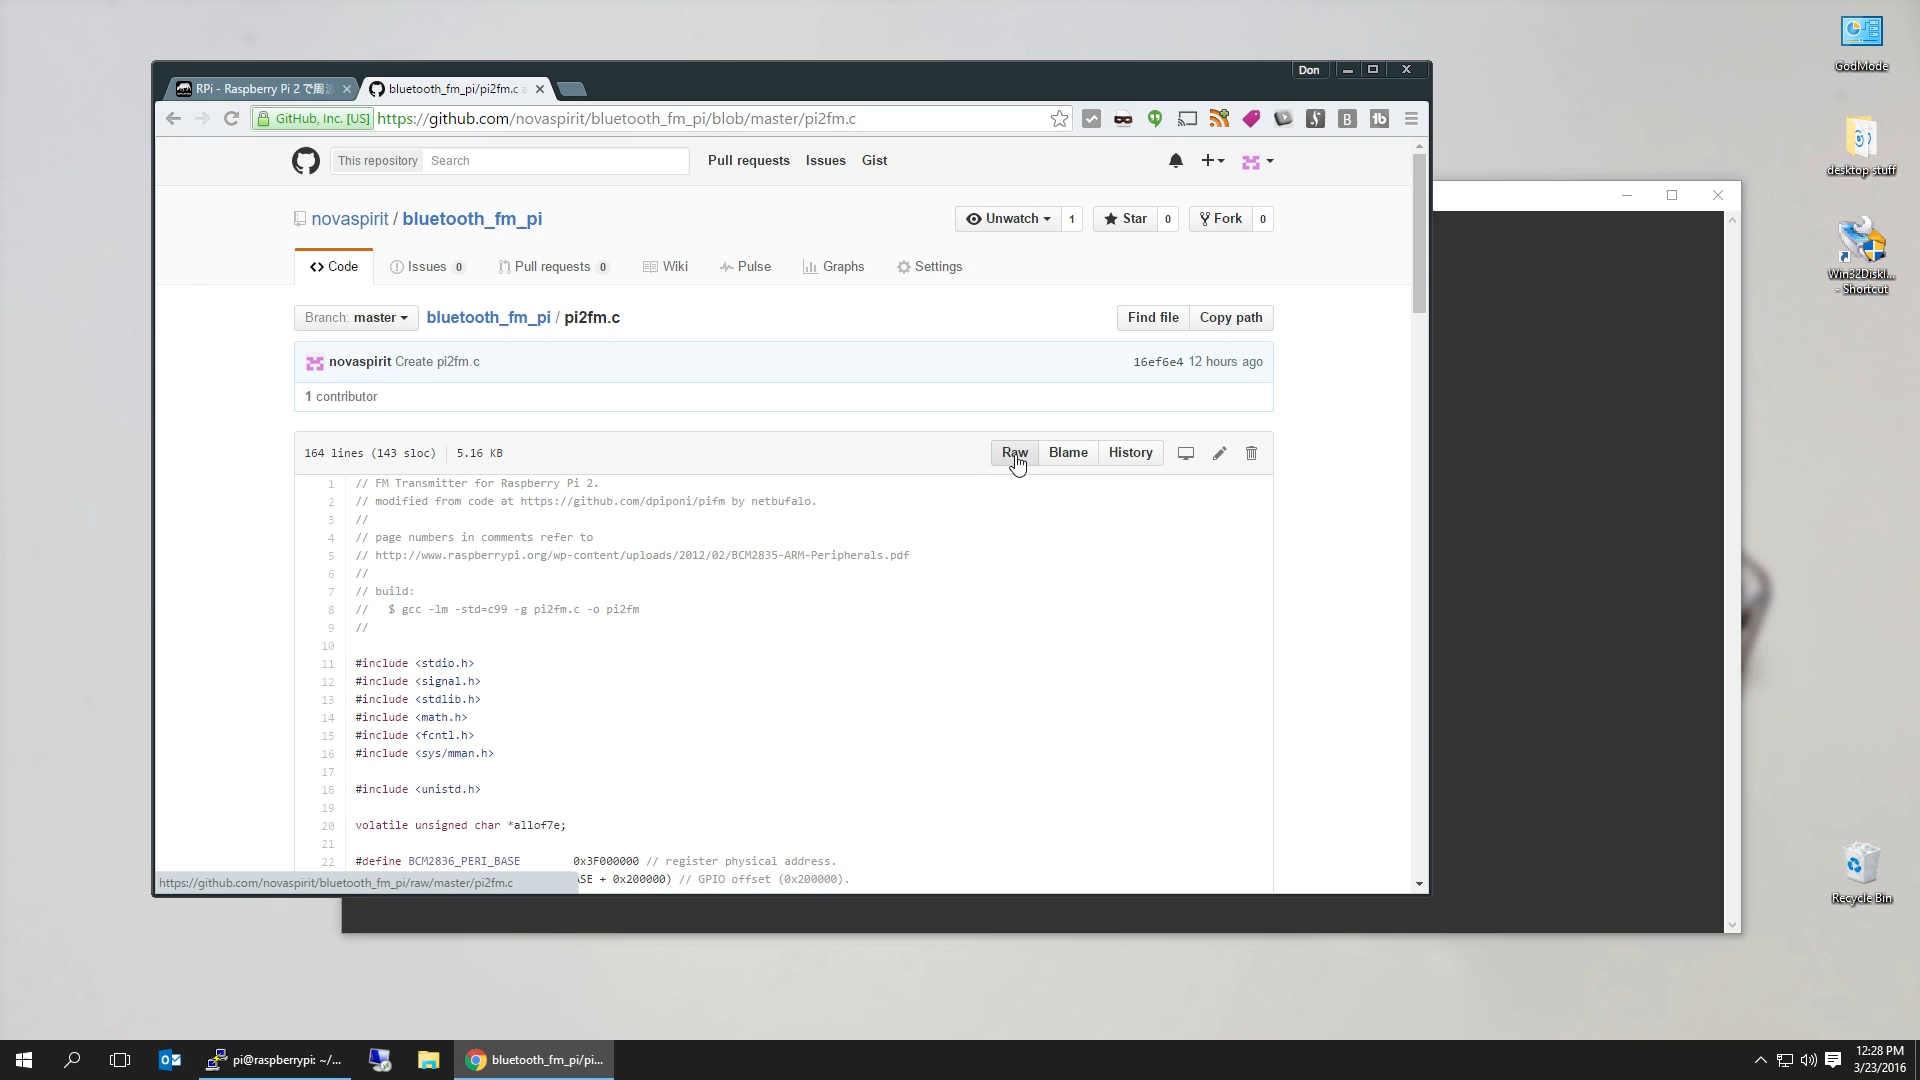 Don
RPi - Raspberry Pi 2 で周
bluetooth_fm_pi/pi2fm.c a
GitHub, Inc. [US] https://github.com/novaspirit/bluetooth_fm_pi/blob/master/pi2fm.c
This repository Search Pull requests Issues Gist
novaspirit / bluetooth_fm_pi
Unwatch 1 Star 0 Fork 0
Code Issues 0 Pull requests 0 Wiki Pulse Graphs Settings
Branch: master bluetooth_fm_pi / pi2fm.c Find file Copy path
novaspirit Create pi2fm.c 16ef6e4 12 hours ago
1 contributor
164 lines (143 sloc) 5.16 KB Raw Blame History
1 // FM Transmitter for Raspberry Pi 2.
2 // modified from code at https://github.com/dpiponi/pifm by netbufalo.
3 //
4 // page numbers in comments refer to
5 // http://www.raspberrypi.org/wp-content/uploads/2012/02/BCM2835-ARM-Peripherals.pdf
6 //
7 // build:
8 // $ gcc -lm -std=c99 -g pi2fm.c -o pi2fm
9 //
10
11 #include <stdio.h>
12 #include <signal.h>
13 #include <stdlib.h>
14 #include <math.h>
15 #include <fcntl.h>
16 #include <sys/mman.h>
17
18 #include <unistd.h>
19
20 volatile unsigned char *allof7e;
21
22 #define BCM2836_PERI_BASE 0x3F000000 // register physical address.
SE + 0x200000) // GPIO offset (0x200000).
https://github.com/novaspirit/bluetooth_fm_pi/raw/master/pi2fm.c
GodMode
desktop stuff
Win32DiskI...
- Shortcut
Recycle Bin
pi@raspberrypi: ~/...
bluetooth_fm_pi/pi...
12:28 PM
3/23/2016